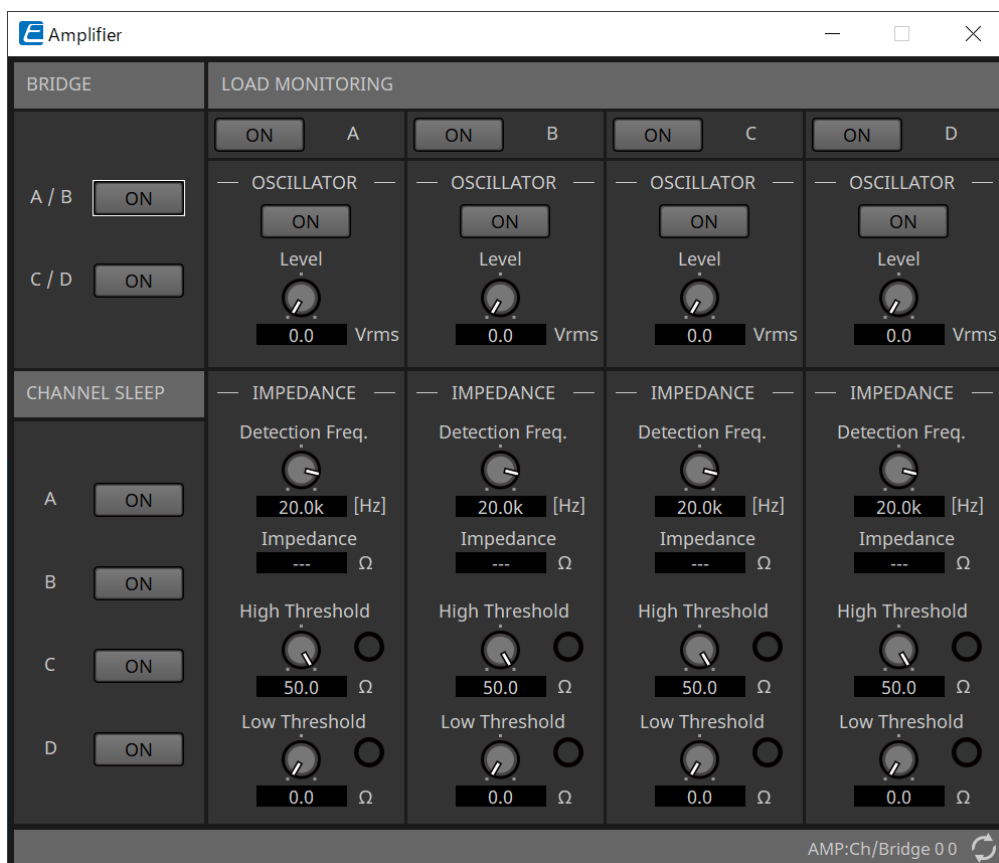 E Amplifier
BRIDGE
LOAD MONITORING
ON A ON B ON C ON D
A / B ON
C / D ON
OSCILLATOR OSCILLATOR OSCILLATOR OSCILLATOR
ON ON ON ON
Level Level Level Level
0.0 Vrms 0.0 Vrms 0.0 Vrms 0.0 Vrms
CHANNEL SLEEP
A ON
B ON
C ON
D ON
IMPEDANCE IMPEDANCE IMPEDANCE IMPEDANCE
Detection Freq. Detection Freq. Detection Freq. Detection Freq.
20.0k [Hz] 20.0k [Hz] 20.0k [Hz] 20.0k [Hz]
Impedance Impedance Impedance Impedance
--- Ω --- Ω --- Ω --- Ω
High Threshold High Threshold High Threshold High Threshold
50.0 Ω 50.0 Ω 50.0 Ω 50.0 Ω
Low Threshold Low Threshold Low Threshold Low Threshold
0.0 Ω 0.0 Ω 0.0 Ω 0.0 Ω
AMP:Ch/Bridge 0 0